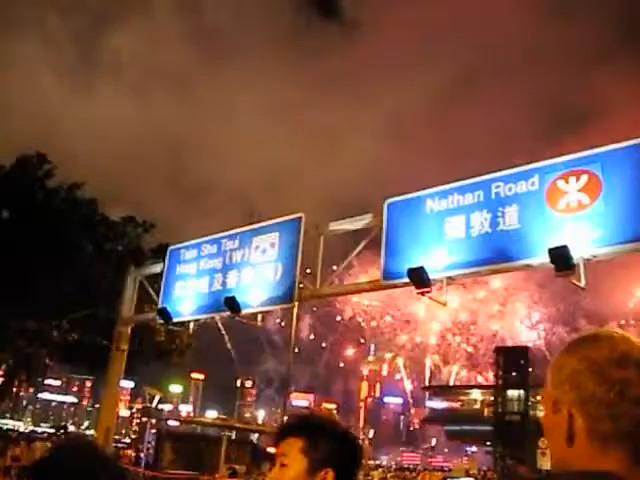 Tsim Sha Tsui
Hong Kong (W)
Nathan Road
彌敦道